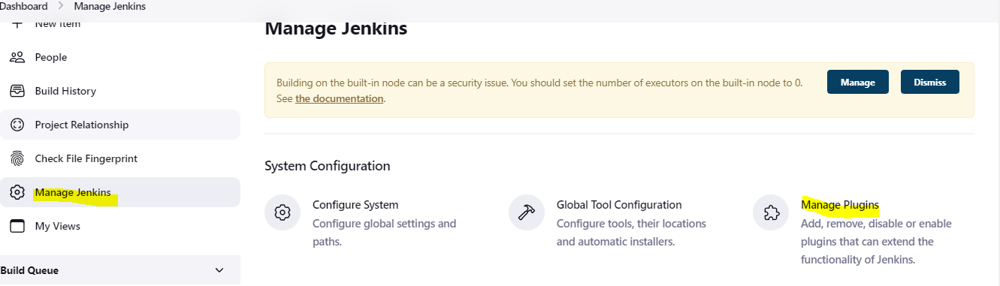 Dashboard > Manage Jenkins
New Item
People
Build History
Project Relationship
Check File Fingerprint
Manage Jenkins
My Views
Build Queue
Manage Jenkins
Building on the built-in node can be a security issue. You should set the number of executors on the built-in node to 0.
See the documentation.
Manage
Dismiss
System Configuration
Configure System
Configure global settings and
paths.
Global Tool Configuration
Configure tools, their locations
and automatic installers.
Manage Plugins
Add, remove, disable or enable
plugins that can extend the
functionality of Jenkins.